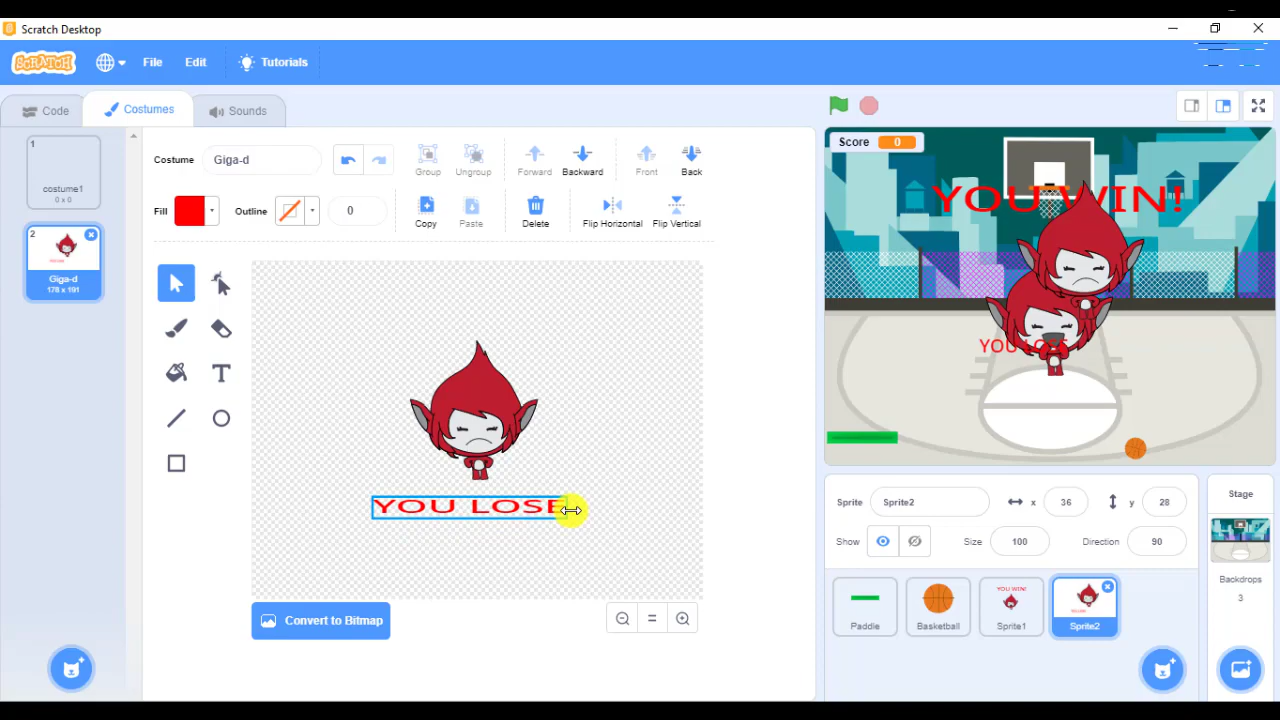 Scratch Desktop
SCRATCH File Edit Tutorials
Code Costumes Sounds
1
costume1
0 x 0
2
Giga-d
178 x 191
Costume Giga-d
Group Ungroup Forward Backward Front Back
Fill Outline 0
Copy Paste Delete Flip Horizontal Flip Vertical
T
YOU LOSE
Convert to Bitmap
Score 0
YOU WIN!
YOU LOSE
Sprite Sprite2 x 36 y 28
Show Size 100 Direction 90
Stage
Backdrops
3
YOU WIN!
Paddle Basketball Sprite1 Sprite2